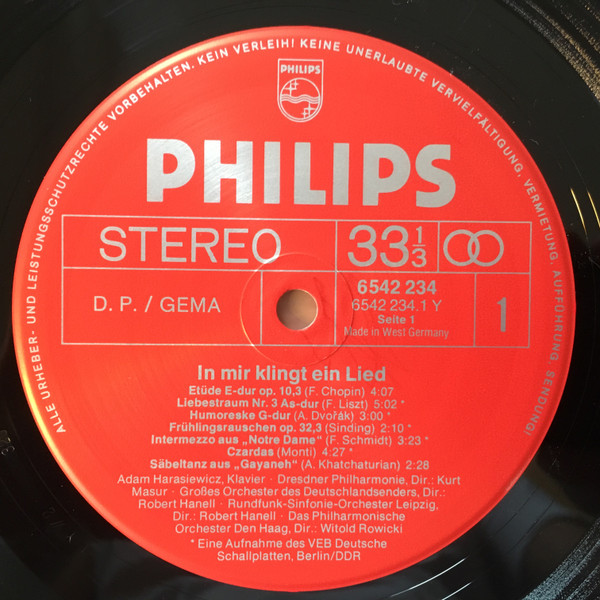 ALLE URHEBER- UND LEISTUNGSSCHUTZRECHTE VORBEHALTEN. KEIN VERLEIH! KEINE UNERLAUBTE VERVIELFÄLTIGUNG, VERMIETUNG, AUFFÜHRUNG, SENDUNG!
PHILIPS
PHILIPS
STEREO
33 1/3
D. P. / GEMA
6542 234
6542 234.1 Y
Seite 1
Made in West Germany
1
In mir klingt ein Lied
Etüde E-dur op. 10,3 (F. Chopin) 4:07
Liebestraum Nr. 3 As-dur (F. Liszt) 5:02 *
Humoreske G-dur (A. Dvořák) 3:00 *
Frühlingsrauschen op. 32,3 (Sinding) 2:10 *
Intermezzo aus „Notre Dame“ (F. Schmidt) 3:23 *
Czardas (Monti) 4:27 *
Säbeltanz aus „Gayaneh“ (A. Khatchaturian) 2:28
Adam Harasiewicz, Klavier · Dresdner Philharmonie, Dir.: Kurt
Masur · Großes Orchester des Deutschlandsenders, Dir.:
Robert Hanell · Rundfunk-Sinfonie-Orchester Leipzig,
Dir.: Robert Hanell · Das Philharmonische
Orchester Den Haag, Dir.: Witold Rowicki
* Eine Aufnahme des VEB Deutsche
Schallplatten, Berlin/DDR